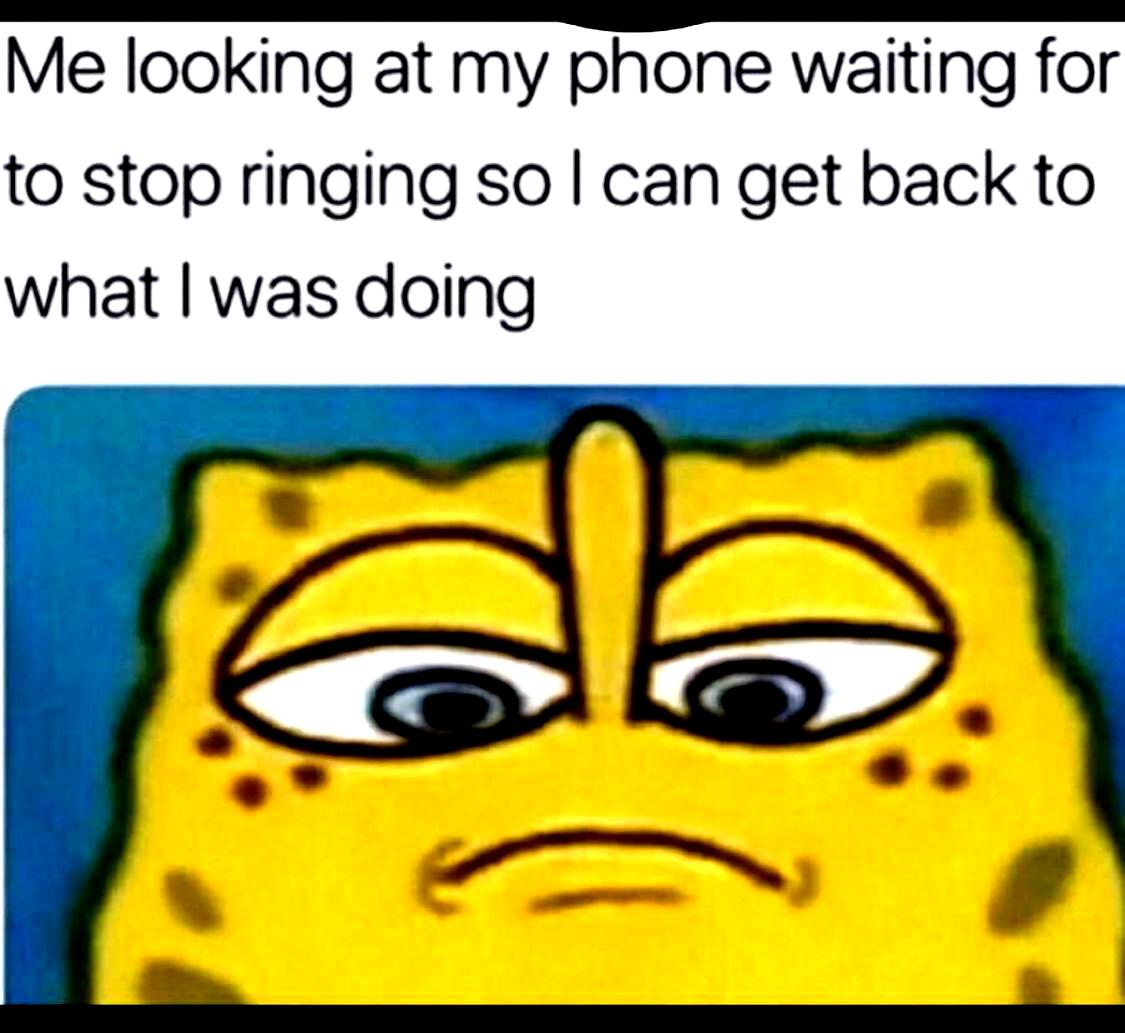 Me looking at my phone waiting for
to stop ringing so I can get back to
what I was doing